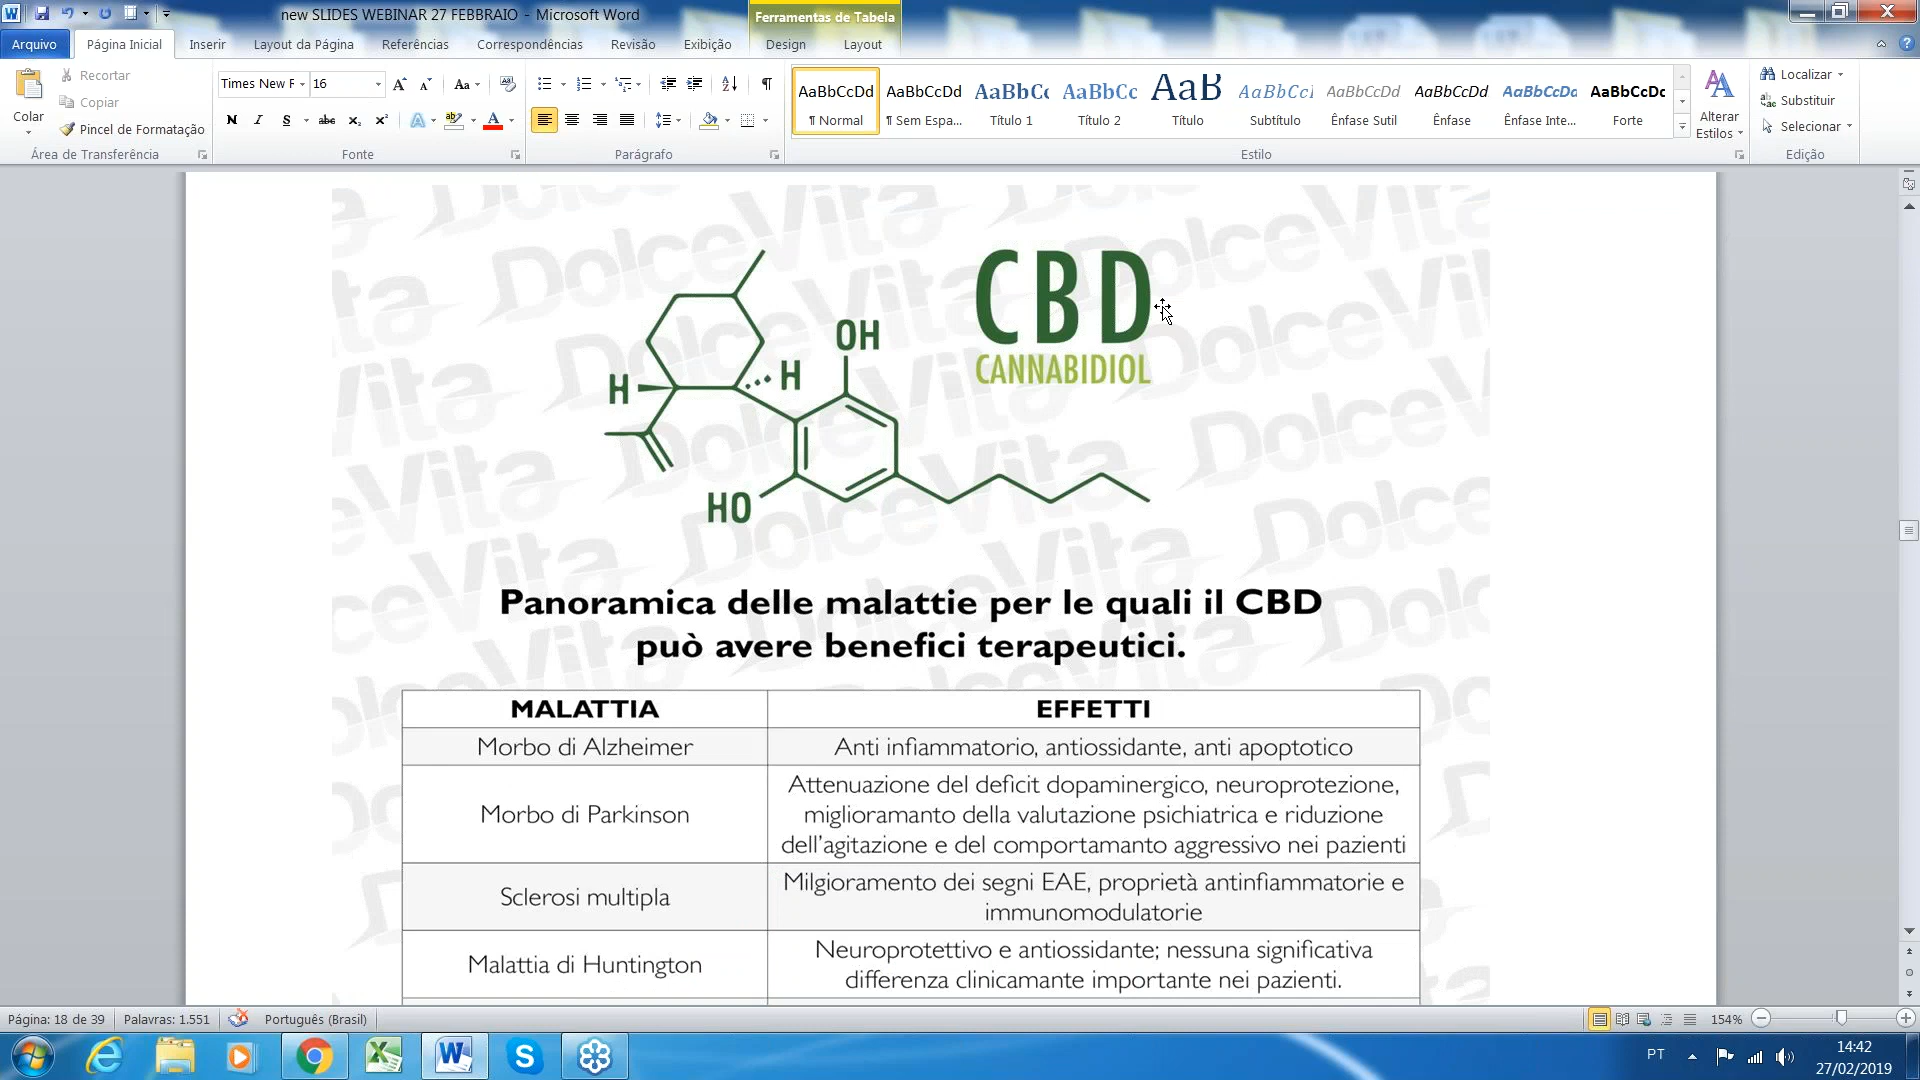 new SLIDES WEBINAR 27 FEBBRAIO - Microsoft Word
Ferramentas de Tabela
Arquivo
Página Inicial
Inserir
Layout da Página
Referências
Correspondências
Revisão
Exibição
Design
Layout
Colar
Recortar
Copiar
Pincel de Formatação
Área de Transferência
Times New F
16
Aa
N I S abc x₂ x²
Fonte
Parágrafo
AaBbCcDd
¶ Normal
AaBbCcDd
¶ Sem Espa...
AaBbCc
Título 1
AaBbCc
Título 2
AaB
Título
AaBbCcI
Subtítulo
AaBbCcDd
Ênfase Sutil
AaBbCcDd
Ênfase
AaBbCcDd
Ênfase Inte...
AaBbCcDc
Forte
Alterar
Estilos
Estilo
Localizar
Substituir
Selecionar
Edição
DolceVita
CBD
CANNABIDIOL
OH
H
H
HO
Panoramica delle malattie per le quali il CBD
può avere benefici terapeutici.
MALATTIA
EFFETTI
Morbo di Alzheimer
Anti infiammatorio, antiossidante, anti apoptotico
Morbo di Parkinson
Attenuazione del deficit dopaminergico, neuroprotezione,
miglioramanto della valutazione psichiatrica e riduzione
dell'agitazione e del comportamanto aggressivo nei pazienti
Sclerosi multipla
Milgioramento dei segni EAE, proprietà antinfiammatorie e
immunomodulatorie
Malattia di Huntington
Neuroprotettivo e antiossidante; nessuna significativa
differenza clinicamante importante nei pazienti.
Página: 18 de 39
Palavras: 1.551
Português (Brasil)
154%
PT
14:42
27/02/2019